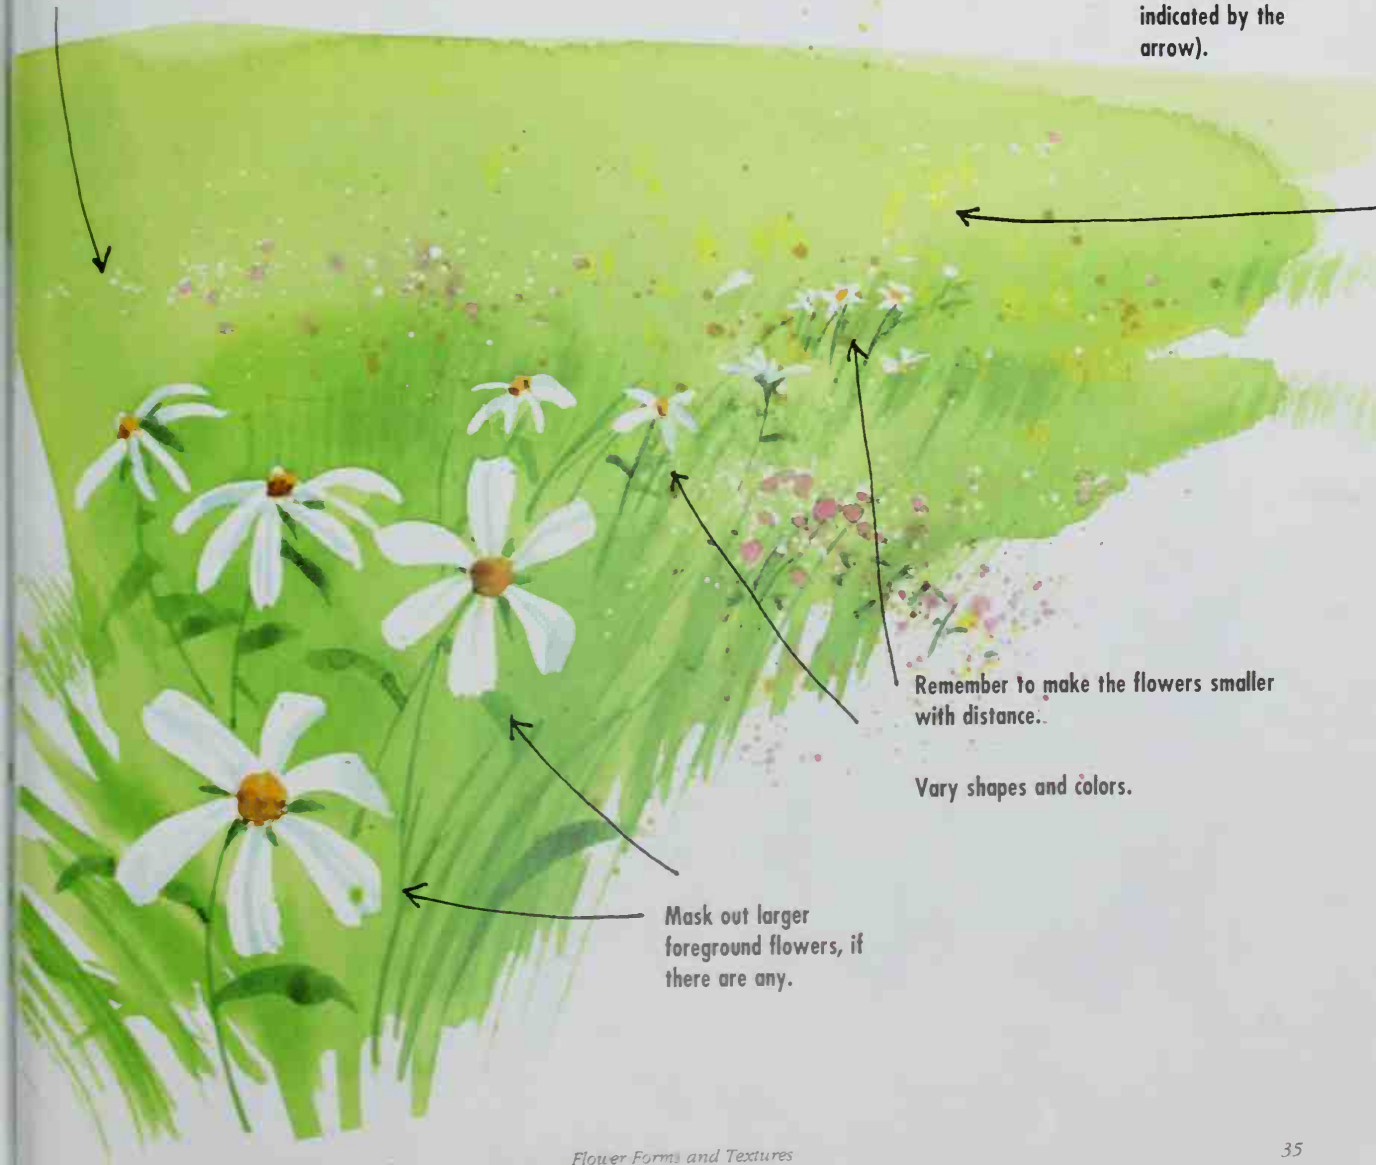 indicated by the
arrow).
Remember to make the flowers smaller
with distance.
Vary shapes and colors.
Mask out larger
foreground flowers, if
there are any.
Flower Forms and Textures
35